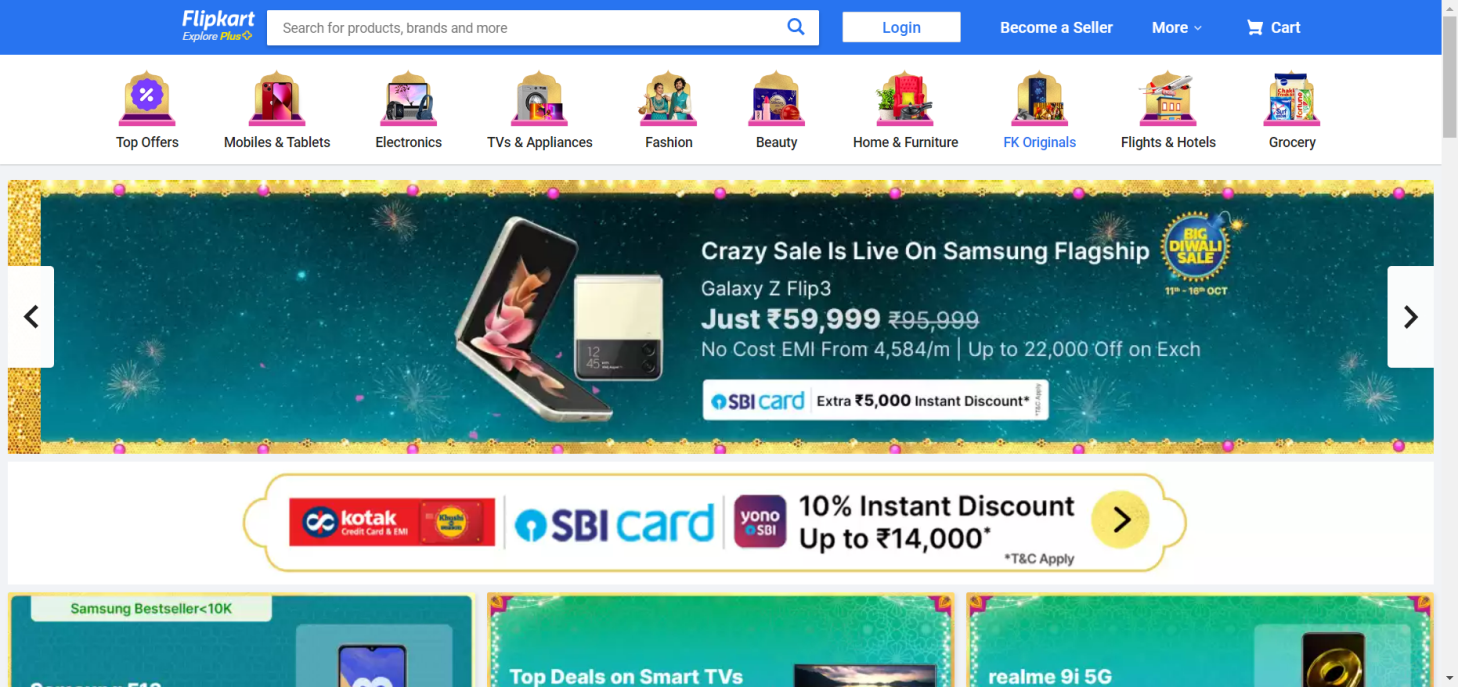 Flipkart
Explore Plus
Search for products, brands and more
Login
Become a Seller
More
Cart
Top Offers
Mobiles & Tablets
Electronics
TVs & Appliances
Fashion
Beauty
Home & Furniture
FK Originals
Flights & Hotels
Grocery
Crazy Sale Is Live On Samsung Flagship
BIG
DIWALI
SALE
11th - 16th OCT
Galaxy Z Flip3
Just ₹59,999 ₹95,999
No Cost EMI From 4,584/m | Up to 22,000 Off on Exch
12
45
SBI card
Extra ₹5,000 Instant Discount*
*T&C Apply
kotak
Credit Card & EMI
SBI card
yono
SBI
10% Instant Discount
Up to ₹14,000*
*T&C Apply
Samsung Bestseller<10K
Top Deals on Smart TVs
realme 9i 5G